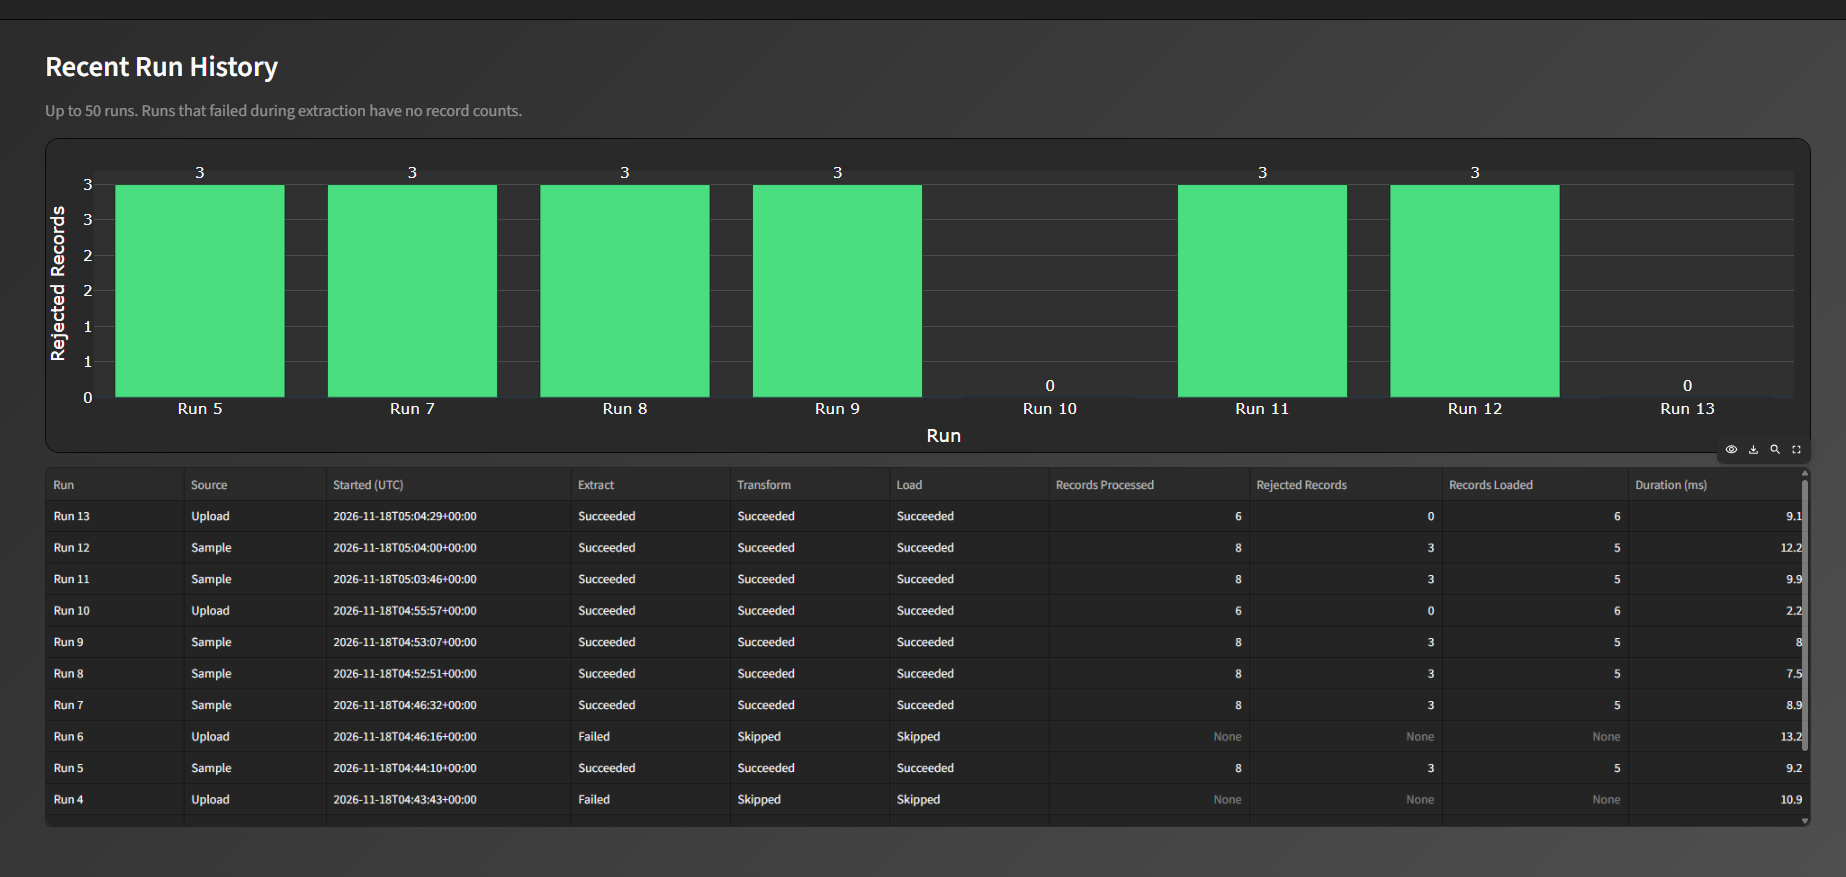 Recent Run History
Up to 50 runs. Runs that failed during extraction have no record counts.
3 3 3 3 0 3 3 0
Rejected Records
3
3
2
2
1
1
0
Run 5 Run 7 Run 8 Run 9 Run 10 Run 11 Run 12 Run 13
Run
Run Source Started (UTC) Extract Transform Load Records Processed Rejected Records Records Loaded Duration (ms)
Run 13 Upload 2026-11-18T05:04:29+00:00 Succeeded Succeeded Succeeded 6 0 6 9.1
Run 12 Sample 2026-11-18T05:04:00+00:00 Succeeded Succeeded Succeeded 8 3 5 12.2
Run 11 Sample 2026-11-18T05:03:46+00:00 Succeeded Succeeded Succeeded 8 3 5 9.9
Run 10 Upload 2026-11-18T04:55:57+00:00 Succeeded Succeeded Succeeded 6 0 6 2.2
Run 9 Sample 2026-11-18T04:53:07+00:00 Succeeded Succeeded Succeeded 8 3 5 8
Run 8 Sample 2026-11-18T04:52:51+00:00 Succeeded Succeeded Succeeded 8 3 5 7.5
Run 7 Sample 2026-11-18T04:46:32+00:00 Succeeded Succeeded Succeeded 8 3 5 8.9
Run 6 Upload 2026-11-18T04:46:16+00:00 Failed Skipped Skipped None None None 13.2
Run 5 Sample 2026-11-18T04:44:10+00:00 Succeeded Succeeded Succeeded 8 3 5 9.2
Run 4 Upload 2026-11-18T04:43:43+00:00 Failed Skipped Skipped None None None 10.9